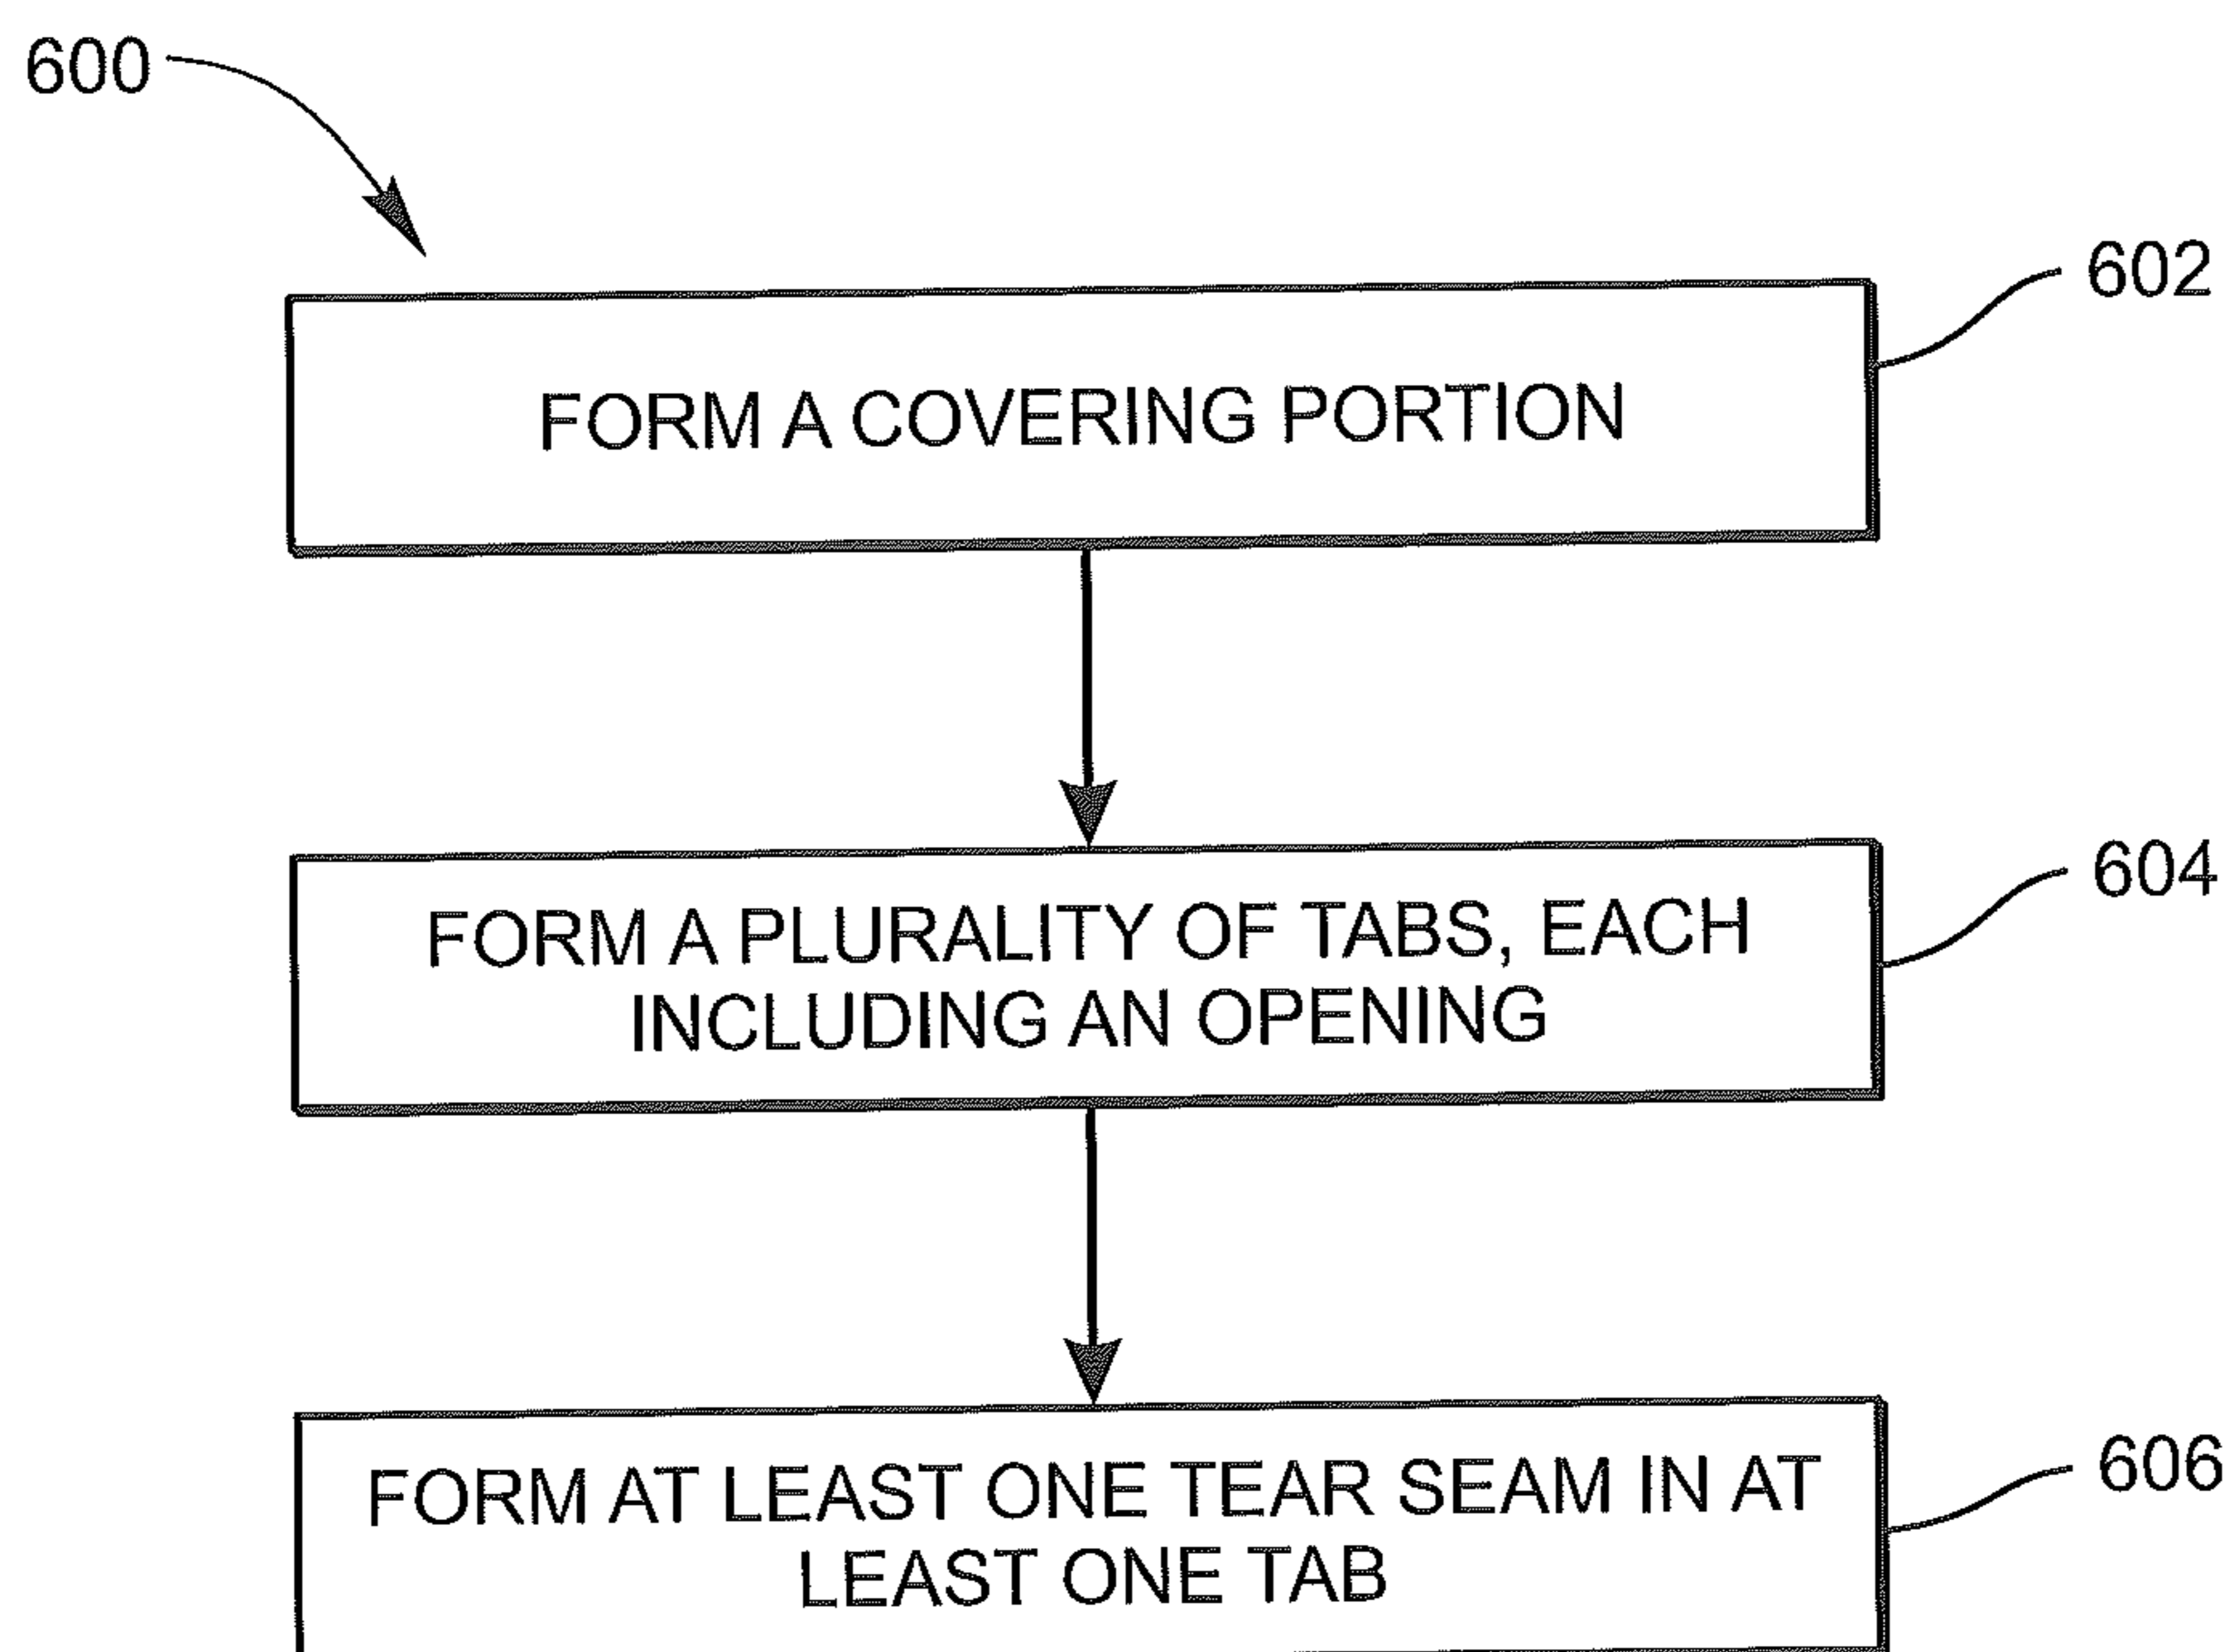 600
602
FORM A COVERING PORTION
604
FORM A PLURALITY OF TABS, EACH
INCLUDING AN OPENING
606
FORM AT LEAST ONE TEAR SEAM IN AT
LEAST ONE TAB